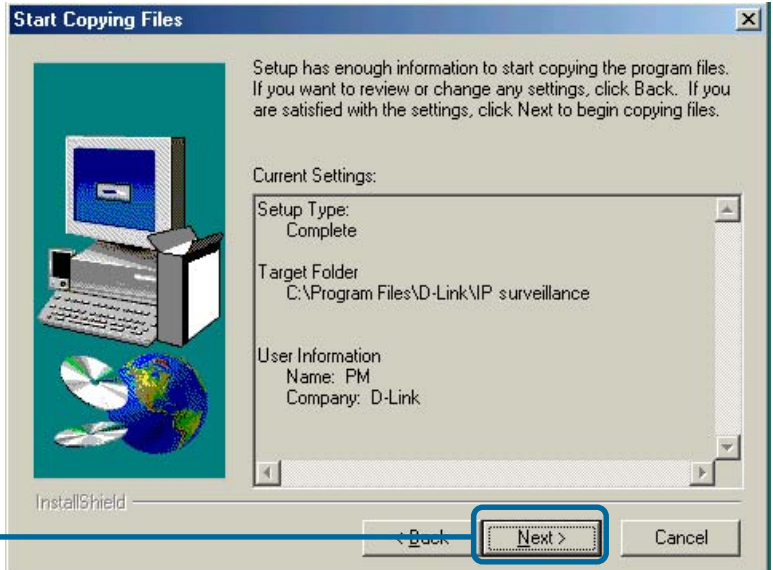 Start Copying Files
Setup has enough information to start copying the program files.
If you want to review or change any settings, click Back. If you
are satisfied with the settings, click Next to begin copying files.
Current Settings:
Setup Type:
Complete
Target Folder
C:\Program Files\D-Link\IP surveillance
User Information
Name: PM
Company: D-Link
InstallShield
< Back
Next >
Cancel